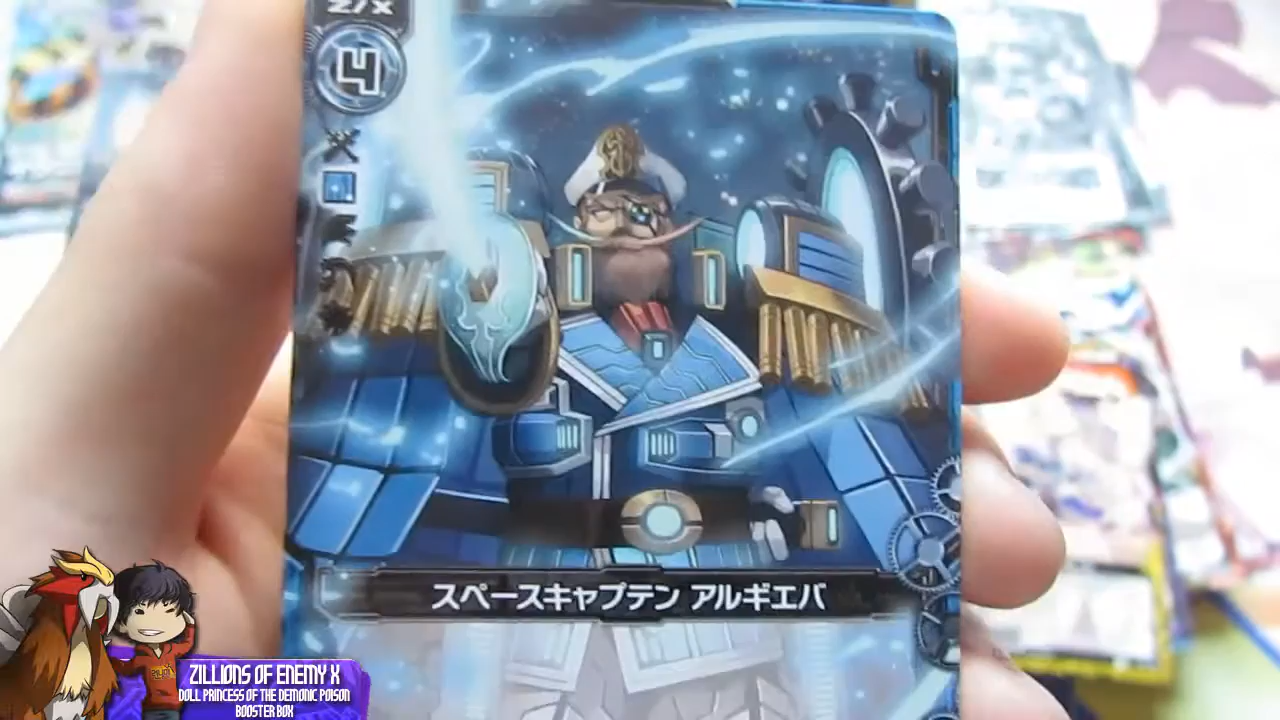 Z/X
4
スペースキャプテン アルギエバ
ZILLIONS OF ENEMY X
DOLL PRINCESS OF THE DEMONIC POISON
BOOSTER BOX